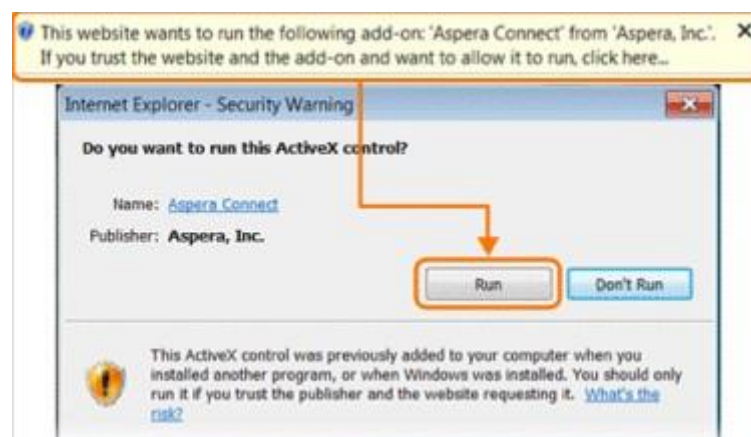 This website wants to run the following add-on: 'Aspera Connect' from 'Aspera, Inc.'.
If you trust the website and the add-on and want to allow it to run, click here...
Internet Explorer - Security Warning
Do you want to run this ActiveX control?
Name: Aspera Connect
Publisher: Aspera, Inc.
Run
Don't Run
This ActiveX control was previously added to your computer when you
installed another program, or when Windows was installed. You should only
run it if you trust the publisher and the website requesting it. What's the
risk?